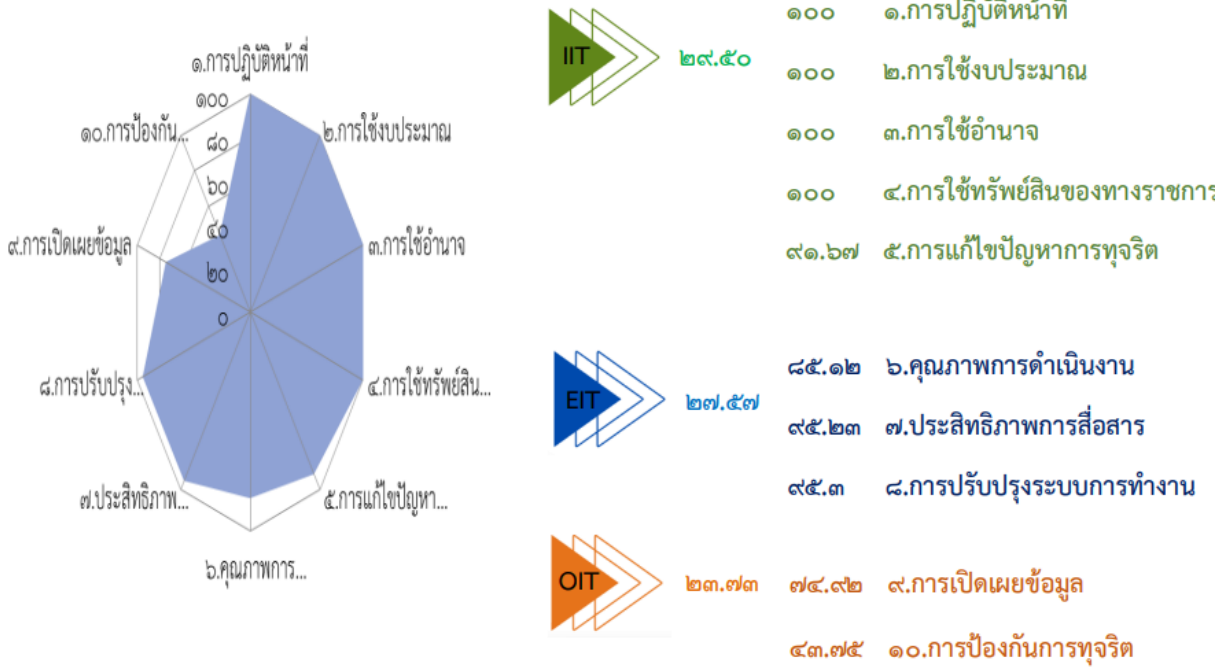 ๑.การปฏิบัติหน้าที่
๑๐๐
๑๐.การป้องกัน...
๘๐
๒.การใช้งบประมาณ
๖๐
๙.การเปิดเผยข้อมูล
๔๐
๓.การใช้อำนาจ
๒๐
๐
๘.การปรับปรุง...
๔.การใช้ทรัพย์สิน...
๗.ประสิทธิภาพ...
๕.การแก้ไขปัญหา...
๖.คุณภาพการ...
IIT ๒๙.๕๐
๑๐๐ ๑.การปฏิบัติหน้าที่
๑๐๐ ๒.การใช้งบประมาณ
๑๐๐ ๓.การใช้อำนาจ
๑๐๐ ๔.การใช้ทรัพย์สินของทางราชการ
๙๑.๖๗ ๕.การแก้ไขปัญหาการทุจริต
EIT ๒๗.๕๗
๘๕.๑๒ ๖.คุณภาพการดำเนินงาน
๙๕.๒๓ ๗.ประสิทธิภาพการสื่อสาร
๙๕.๓ ๘.การปรับปรุงระบบการทำงาน
OIT ๒๓.๗๓
๗๔.๙๒ ๙.การเปิดเผยข้อมูล
๔๓.๗๕ ๑๐.การป้องกันการทุจริต